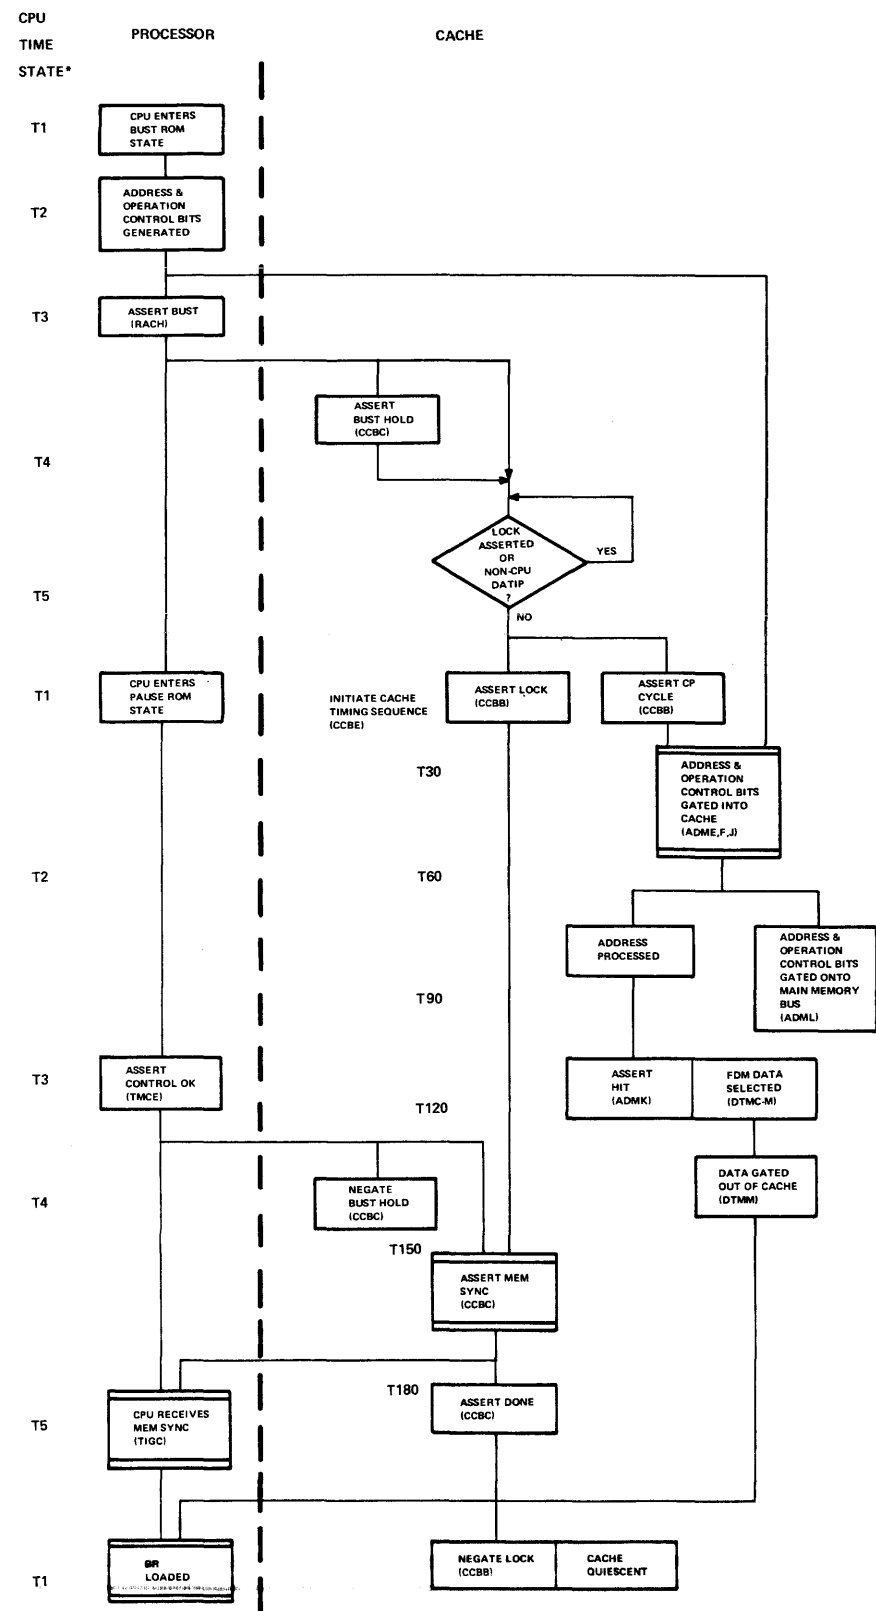 CPU
TIME
STATE*
PROCESSOR
CACHE
T1
CPU ENTERS
BUST ROM
STATE
T2
ADDRESS &
OPERATION
CONTROL BITS
GENERATED
T3
ASSERT BUST
(RACH)
ASSERT
BUST HOLD
(CCBC)
T4
LOCK
ASSERTED
OR
NON-CPU
DATIP
?
YES
NO
T5
T1
CPU ENTERS
PAUSE ROM
STATE
INITIATE CACHE
TIMING SEQUENCE
(CCBE)
ASSERT LOCK
(CCBB)
ASSERT CP
CYCLE
(CCBB)
T30
ADDRESS &
OPERATION
CONTROL BITS
GATED INTO
CACHE
(ADME,F,J)
T2
T60
ADDRESS
PROCESSED
ADDRESS &
OPERATION
CONTROL BITS
GATED ONTO
MAIN MEMORY
BUS
(ADML)
T90
T3
ASSERT
CONTROL OK
(TMCE)
ASSERT
HIT
(ADMK)
FDM DATA
SELECTED
(DTMC-M)
T120
T4
NEGATE
BUST HOLD
(CCBC)
DATA GATED
OUT OF CACHE
(DTMM)
T150
ASSERT MEM
SYNC
(CCBC)
T180
ASSERT DONE
(CCBC)
T5
CPU RECEIVES
MEM SYNC
(TIGC)
T1
BR
LOADED
NEGATE LOCK
(CCBB)
CACHE
QUIESCENT